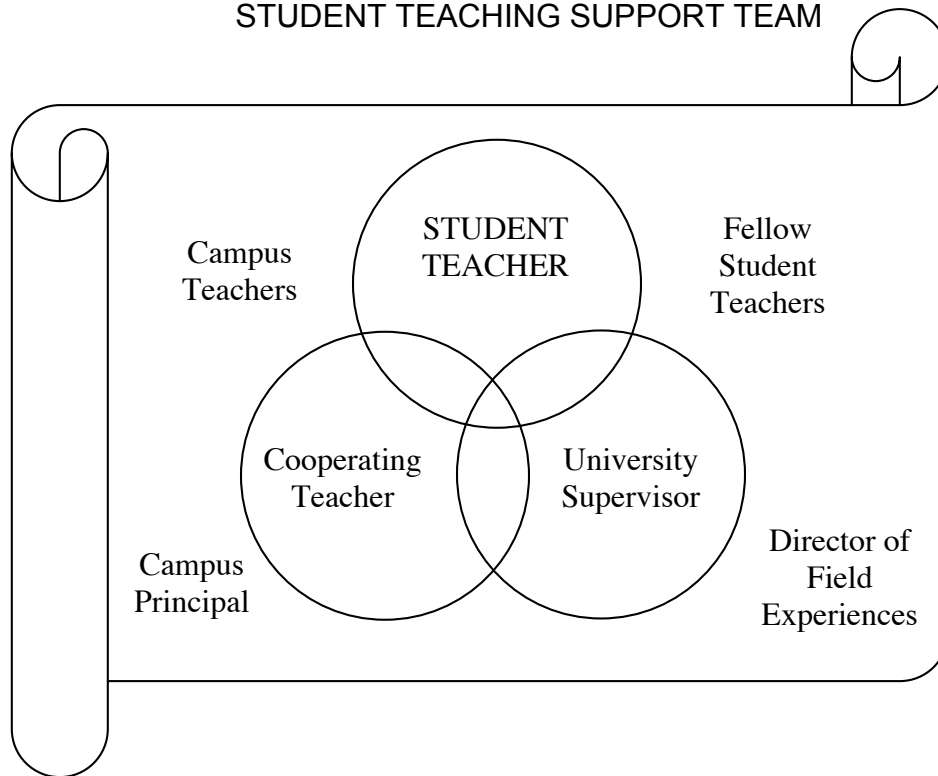 STUDENT TEACHING SUPPORT TEAM
STUDENT
TEACHER
Campus
Teachers
Fellow
Student
Teachers
Cooperating
Teacher
University
Supervisor
Campus
Principal
Director of
Field
Experiences